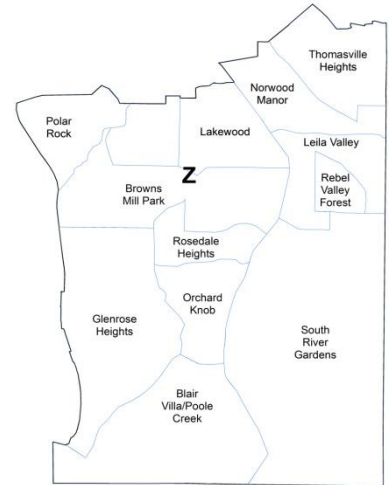 Thomasville
Heights
Norwood
Manor
Polar
Rock
Lakewood
Leila Valley
Z
Rebel
Valley
Forest
Browns
Mill Park
Rosedale
Heights
Orchard
Knob
Glenrose
Heights
South
River
Gardens
Blair
Villa/Poole
Creek